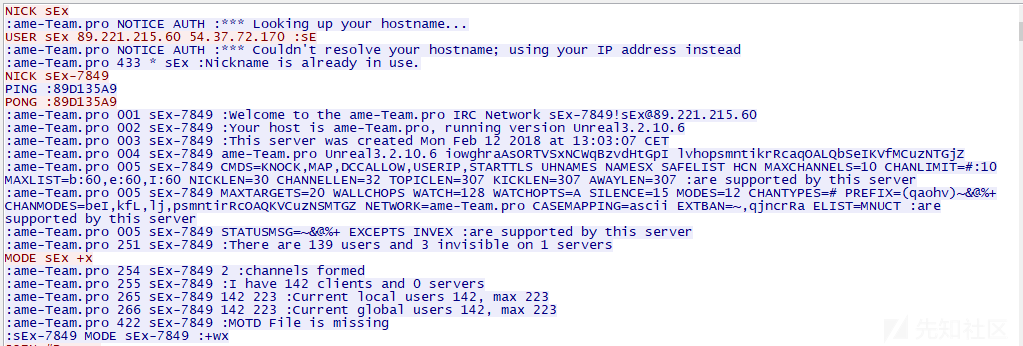 NICK sEx
:ame-Team.pro NOTICE AUTH :*** Looking up your hostname...
USER sEx 89.221.215.60 54.37.72.170 :sE
:ame-Team.pro NOTICE AUTH :*** Couldn't resolve your hostname; using your IP address instead
:ame-Team.pro 433 * sEx :Nickname is already in use.
NICK sEx-7849
PING :89D135A9
PONG :89D135A9
:ame-Team.pro 001 sEx-7849 :Welcome to the ame-Team.pro IRC Network sEx-7849!sEx@89.221.215.60
:ame-Team.pro 002 sEx-7849 :Your host is ame-Team.pro, running version Unreal3.2.10.6
:ame-Team.pro 003 sEx-7849 :This server was created Mon Feb 12 2018 at 13:03:07 CET
:ame-Team.pro 004 sEx-7849 ame-Team.pro Unreal3.2.10.6 iowghraAsORTVSxNCWqBzvdHtGpI lvhopsmntikrRcaqOALQbSeIKVfMCuzNTGjZ
:ame-Team.pro 005 sEx-7849 CMDS=KNOCK,MAP,DCCALLOW,USERIP,STARTTLS UHNAMES NAMESX SAFELIST HCN MAXCHANNELS=10 CHANLIMIT=#:10
MAXLIST=b:60,e:60,I:60 NICKLEN=30 CHANNELLEN=32 TOPICLEN=307 KICKLEN=307 AWAYLEN=307 :are supported by this server
:ame-Team.pro 005 sEx-7849 MAXTARGETS=20 WALLCHOPS WATCH=128 WATCHOPTS=A SILENCE=15 MODES=12 CHANTYPES=# PREFIX=(qaohv)~&@%+
CHANMODES=beI,kfL,lj,psmntirRcOAQKVCuzNSMTGZ NETWORK=ame-Team.pro CASEMAPPING=ascii EXTBAN=~,qjncrRa ELIST=MNUCT :are
supported by this server
:ame-Team.pro 005 sEx-7849 STATUSMSG=~&@%+ EXCEPTS INVEX :are supported by this server
:ame-Team.pro 251 sEx-7849 :There are 139 users and 3 invisible on 1 servers
MODE sEx +x
:ame-Team.pro 254 sEx-7849 2 :channels formed
:ame-Team.pro 255 sEx-7849 :I have 142 clients and 0 servers
:ame-Team.pro 265 sEx-7849 142 223 :Current local users 142, max 223
:ame-Team.pro 266 sEx-7849 142 223 :Current global users 142, max 223
:ame-Team.pro 422 sEx-7849 :MOTD File is missing
:sEx-7849 MODE sEx-7849 :+wx
先知社区